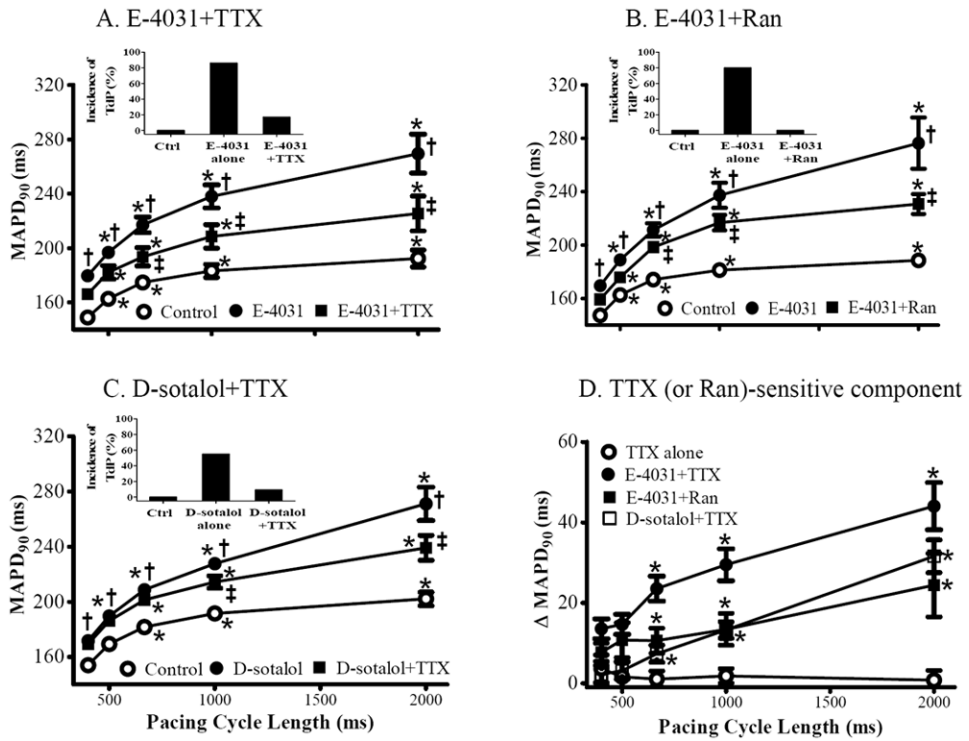 A. E-4031+TTX
Incidence of
TdP (%)
100
80
60
40
20
0
Ctrl
E-4031
alone
E-4031
+TTX
MAPD90 (ms)
320
280
240
200
160
* † * † * † * † * †
* * ‡ * ‡ * ‡
* * * *
Control E-4031 E-4031+TTX
B. E-4031+Ran
Incidence of
TdP (%)
100
80
60
40
20
0
Ctrl
E-4031
alone
E-4031
+Ran
MAPD90 (ms)
320
280
240
200
160
† * † * † * † * †
* * ‡ * ‡ * ‡
* * * *
Control E-4031 E-4031+Ran
C. D-sotalol+TTX
Incidence of
TdP (%)
100
80
60
40
20
0
Ctrl
D-sotalol
alone
D-sotalol
+TTX
MAPD90 (ms)
320
280
240
200
160
† * † * † * † * †
* ‡ * ‡
* * *
Control D-sotalol D-sotalol+TTX
500 1000 1500 2000
Pacing Cycle Length (ms)
D. TTX (or Ran)-sensitive component
TTX alone
E-4031+TTX
E-4031+Ran
D-sotalol+TTX
Δ MAPD90 (ms)
60
40
20
0
* * *
* * * * *
500 1000 1500 2000
Pacing Cycle Length (ms)